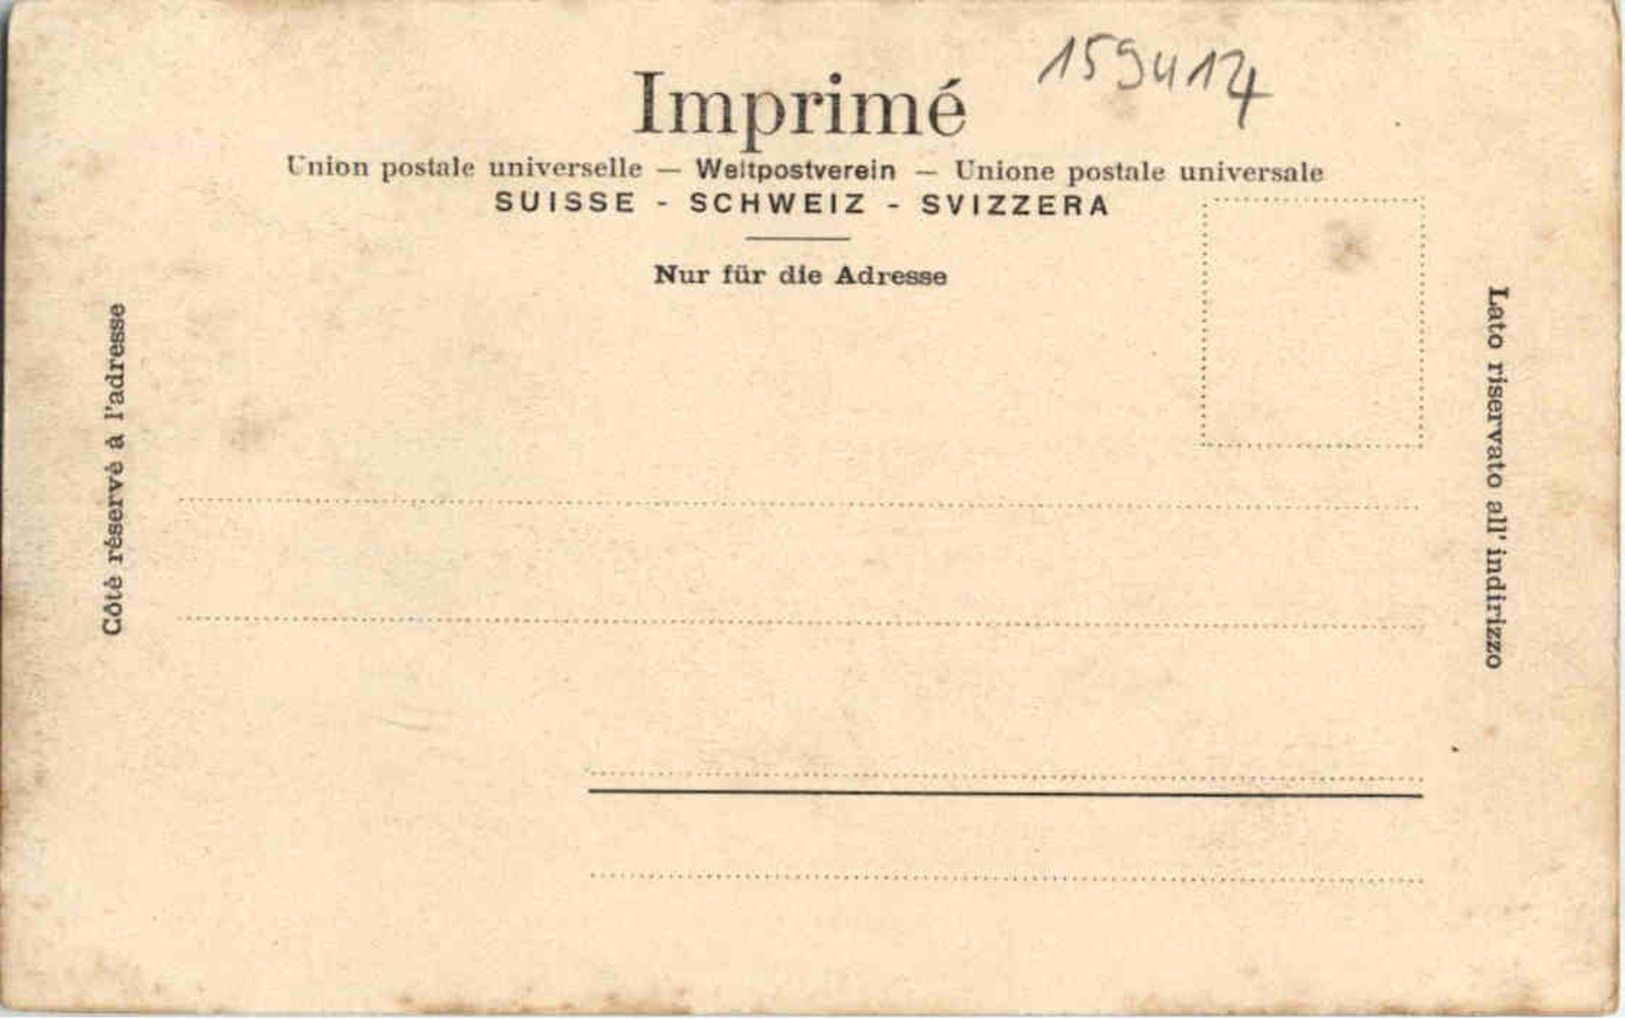 159414
Imprimé
Union postale universelle — Weltpostverein — Unione postale universale
SUISSE - SCHWEIZ - SVIZZERA
Nur für die Adresse
Côté réservé à l'adresse
Lato riservato all' indirizzo